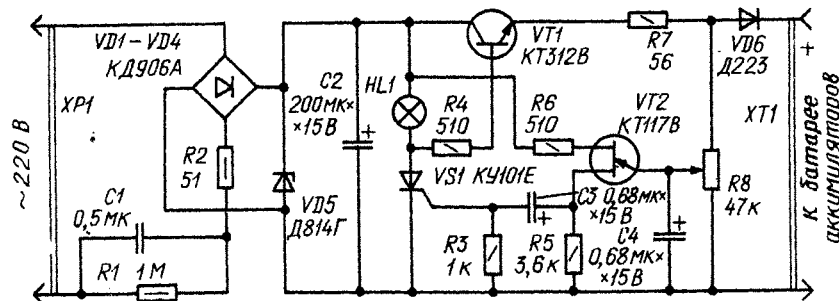 ~220 В
XP1
VD1-VD4
КД906А
R2
51
C1
0,5 мк
R1 1М
C2
200мк×
×15 В
VD5
Д814Г
HL1
R4
510
VS1 КУ101Е
VT1
КТ312В
R6
510
C3 0,68мк×
×15 В
R3
1к
R5
3,6к
C4
0,68мк×
×15В
VT2
КТ117В
R7
56
VD6
Д223
R8
47к
+
XT1
К батарее
аккумуляторов